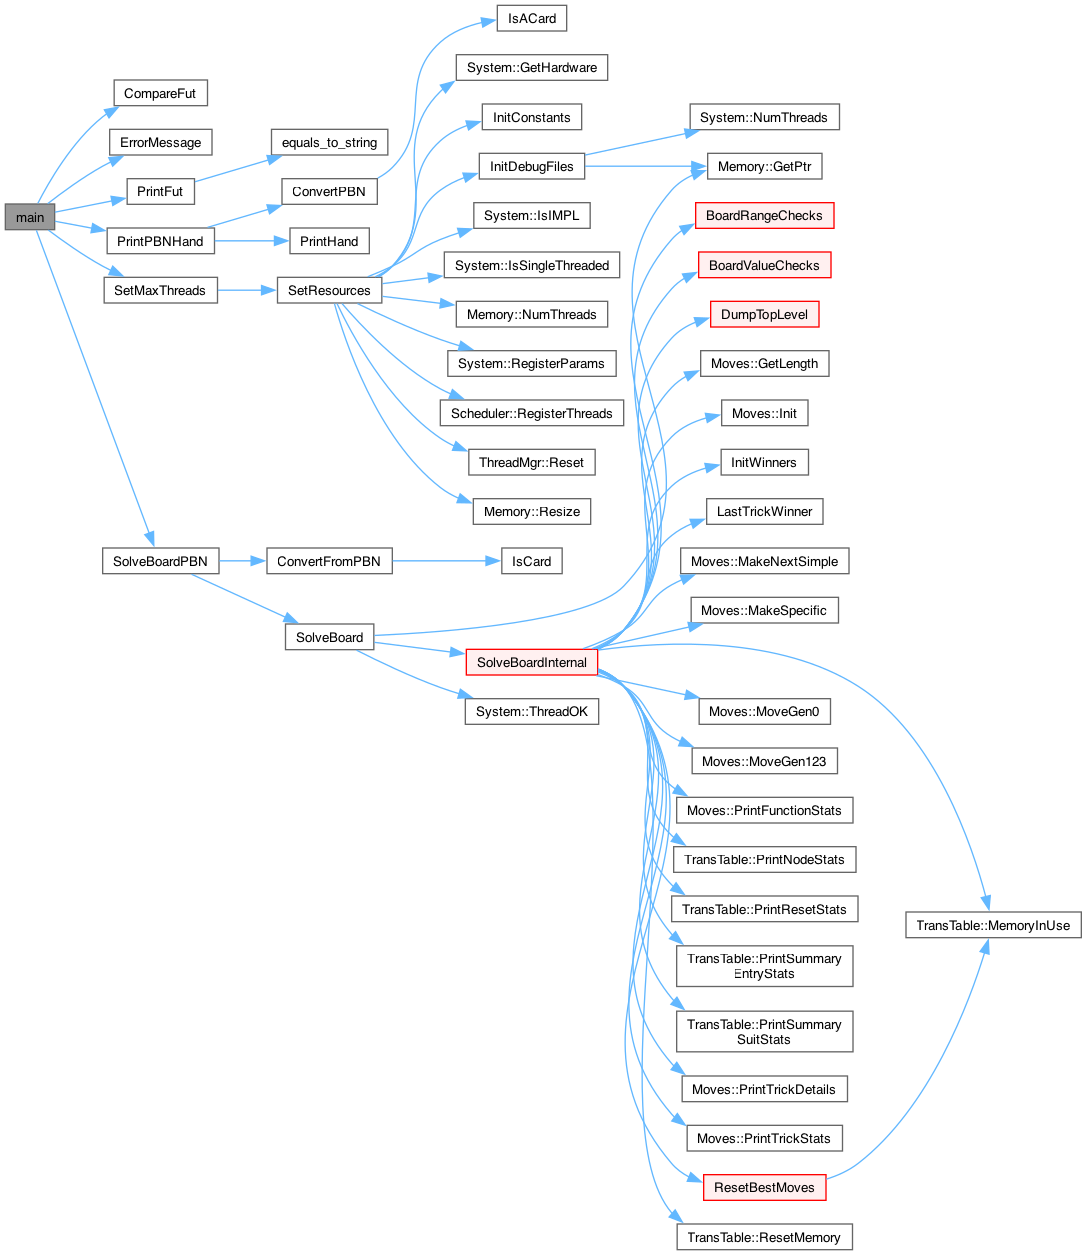 IsACard
System::GetHardware
CompareFut
InitConstants
System::NumThreads
ErrorMessage
equals_to_string
InitDebugFiles
Memory::GetPtr
PrintFut
ConvertPBN
main
System::IsIMPL
BoardRangeChecks
PrintPBNHand
PrintHand
System::IsSingleThreaded
BoardValueChecks
SetMaxThreads
SetResources
Memory::NumThreads
DumpTopLevel
System::RegisterParams
Moves::GetLength
Scheduler::RegisterThreads
Moves::Init
ThreadMgr::Reset
InitWinners
Memory::Resize
LastTrickWinner
SolveBoardPBN
ConvertFromPBN
IsCard
Moves::MakeNextSimple
Moves::MakeSpecific
SolveBoard
SolveBoardInternal
System::ThreadOK
Moves::MoveGen0
Moves::MoveGen123
Moves::PrintFunctionStats
TransTable::PrintNodeStats
TransTable::PrintResetStats
TransTable::MemoryInUse
TransTable::PrintSummary
EntryStats
TransTable::PrintSummary
SuitStats
Moves::PrintTrickDetails
Moves::PrintTrickStats
ResetBestMoves
TransTable::ResetMemory